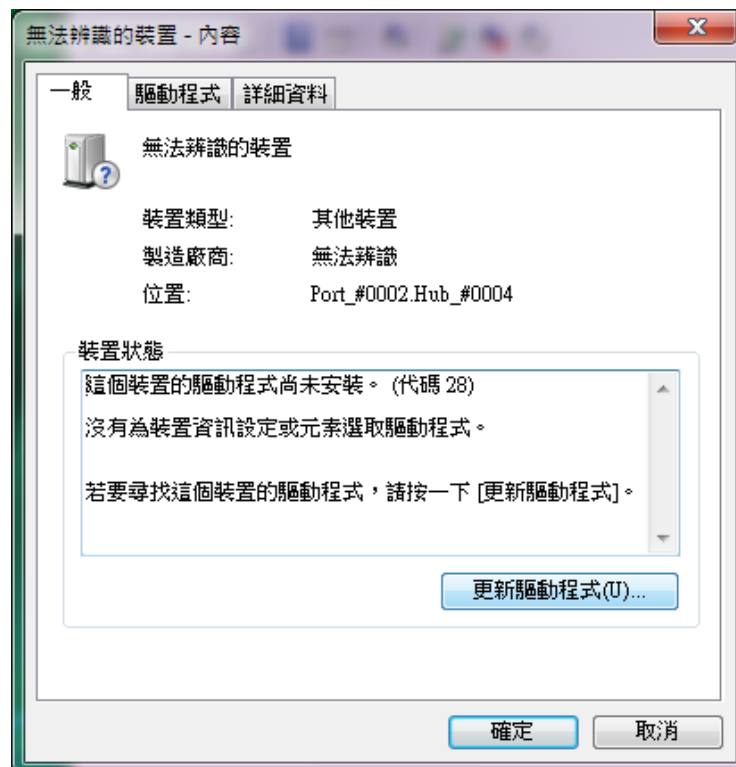 無法辨識的裝置 - 內容
一般 驅動程式 詳細資料
無法辨識的裝置
裝置類型: 其他裝置
製造廠商: 無法辨識
位置: Port_#0002.Hub_#0004
裝置狀態
這個裝置的驅動程式尚未安裝。 (代碼 28)
沒有為裝置資訊設定或元素選取驅動程式。
若要尋找這個裝置的驅動程式，請按一下 [更新驅動程式]。
更新驅動程式(U)...
確定 取消